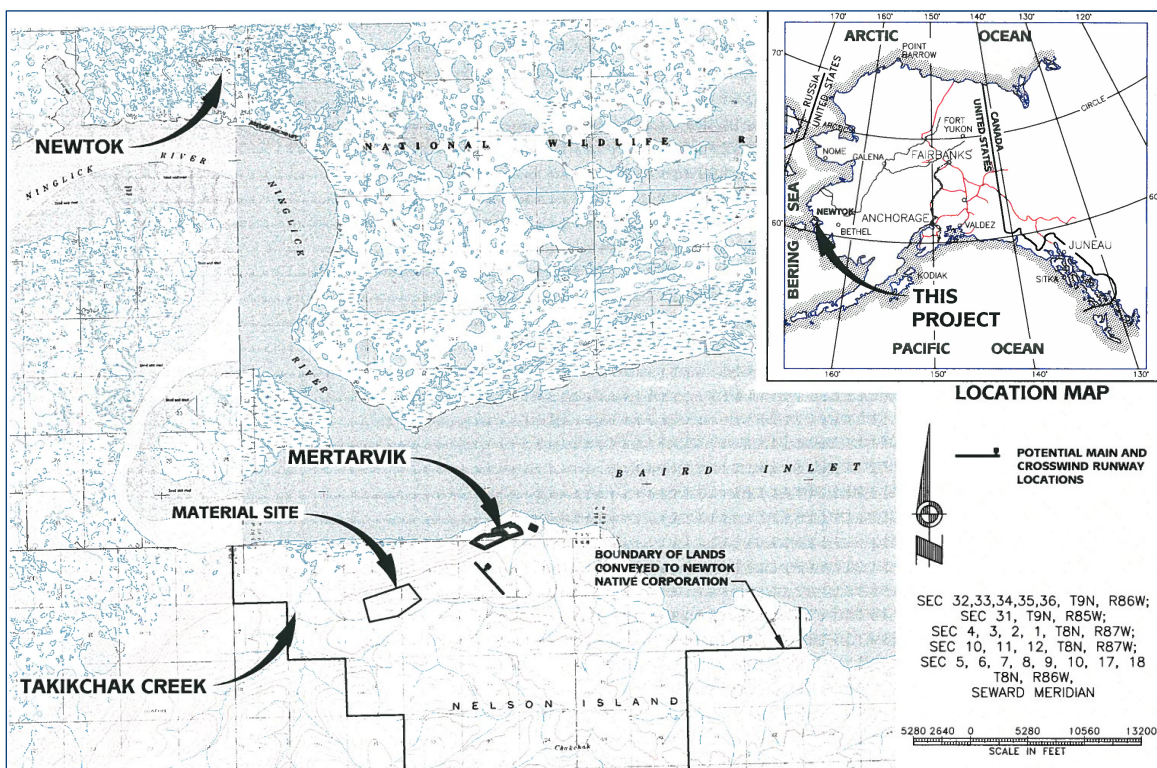 NEWTOK
NINGLICK RIVER
NINGLICK
RIVER
NATIONAL WILDLIFE R
MERTARVIK
MATERIAL SITE
BAIRD INLET
BOUNDARY OF LANDS
CONVEYED TO NEWTOK
NATIVE CORPORATION
TAKIKCHAK CREEK
NELSON ISLAND
Chakchak
170° 160° 150° 140° 130° 120°
ARCTIC OCEAN
POINT
BARROW
70°
RUSSIA
UNITED STATES
CIRCLE
ARCTIC
CANADA
UNITED STATES
FORT
YUKON
NOME
GALENA
FAIRBANKS
60°
NEWTOK
ANCHORAGE
60°
BETHEL
VALDEZ
JUNEAU
BERING SEA
KODIAK
SITKA
THIS
PROJECT
PACIFIC OCEAN
160° 150° 140° 130°
LOCATION MAP
POTENTIAL MAIN AND
CROSSWIND RUNWAY
LOCATIONS
SEC 32,33,34,35,36, T9N, R86W;
SEC 31, T9N, R85W;
SEC 4, 3, 2, 1, T8N, R87W;
SEC 10, 11, 12, T8N, R87W;
SEC 5, 6, 7, 8, 9, 10, 17, 18
T8N, R86W,
SEWARD MERIDIAN
5280 2640 0 5280 10560 13200
SCALE IN FEET